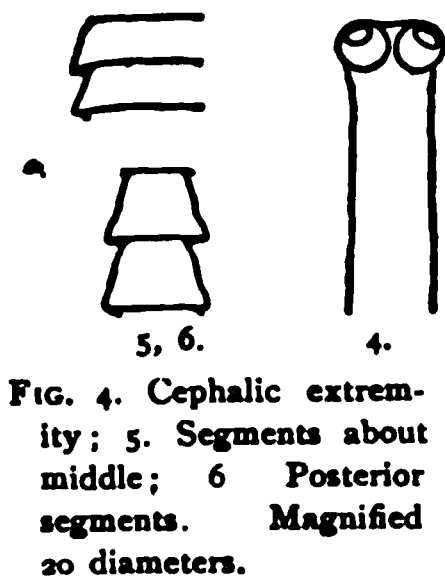 5, 6.
4.
FIG. 4. Cephalic extrem-
ity; 5. Segments about
middle; 6 Posterior
segments. Magnified
20 diameters.